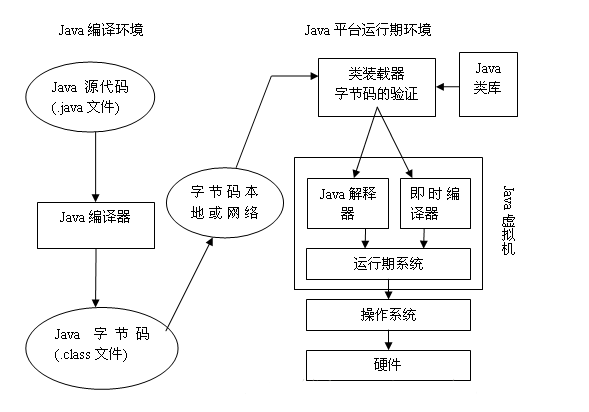 Java 编译环境
Java 源代码
(.java 文件)
Java 编译器
Java 字节码
(.class 文件)
字节码本
地或网络
Java 平台运行期环境
类装载器
字节码的验证
Java
类库
Java 解释
器
即时编
译器
运行期系统
Java虚拟机
操作系统
硬件